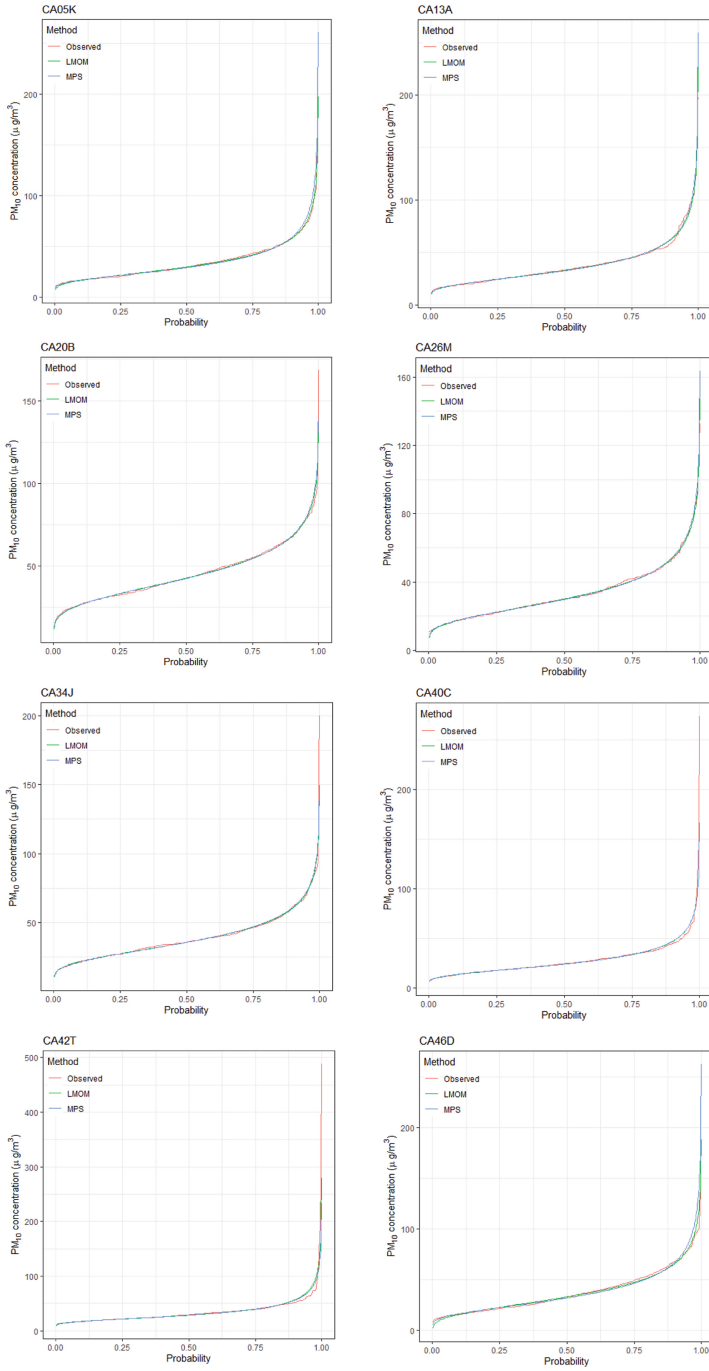 CA05K
Method
Observed
LMOM
MPS
200
100
0
PM10 concentration (μ g/m3)
0.00 0.25 0.50 0.75 1.00
Probability
CA13A
Method
Observed
LMOM
MPS
200
100
0
PM10 concentration (μ g/m3)
0.00 0.25 0.50 0.75 1.00
Probability
CA20B
Method
Observed
LMOM
MPS
150
100
50
PM10 concentration (μ g/m3)
0.00 0.25 0.50 0.75 1.00
Probability
CA26M
Method
Observed
LMOM
MPS
160
120
80
40
0
PM10 concentration (μ g/m3)
0.00 0.25 0.50 0.75 1.00
Probability
CA34J
Method
Observed
LMOM
MPS
200
150
100
50
PM10 concentration (μ g/m3)
0.00 0.25 0.50 0.75 1.00
Probability
CA40C
Method
Observed
LMOM
MPS
200
100
0
PM10 concentration (μ g/m3)
0.00 0.25 0.50 0.75 1.00
Probability
CA42T
Method
Observed
LMOM
MPS
500
400
300
200
100
0
PM10 concentration (μ g/m3)
0.00 0.25 0.50 0.75 1.00
Probability
CA46D
Method
Observed
LMOM
MPS
200
100
0
PM10 concentration (μ g/m3)
0.00 0.25 0.50 0.75 1.00
Probability